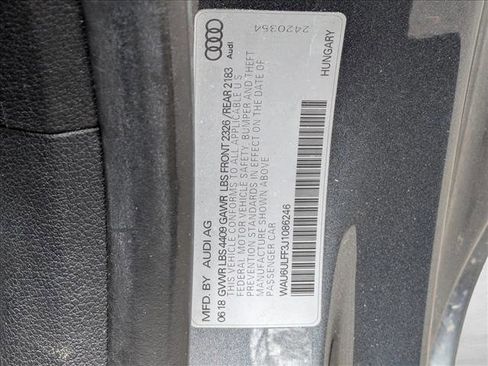 MFD. BY AUDI AG
06 18 GVWR LBS 4409 GAWR LBS FRONT 2326 /REAR 2183
THIS VEHICLE CONFORMS TO ALL APPLICABLE U.S.
FEDERAL MOTOR VEHICLE SAFETY, BUMPER AND THEFT
PREVENTION STANDARDS IN EFFECT ON THE DATE OF
MANUFACTURE SHOWN ABOVE
PASSENGER CAR
WAU6ULFF3J1086246
HUNGARY
Audi
2420354